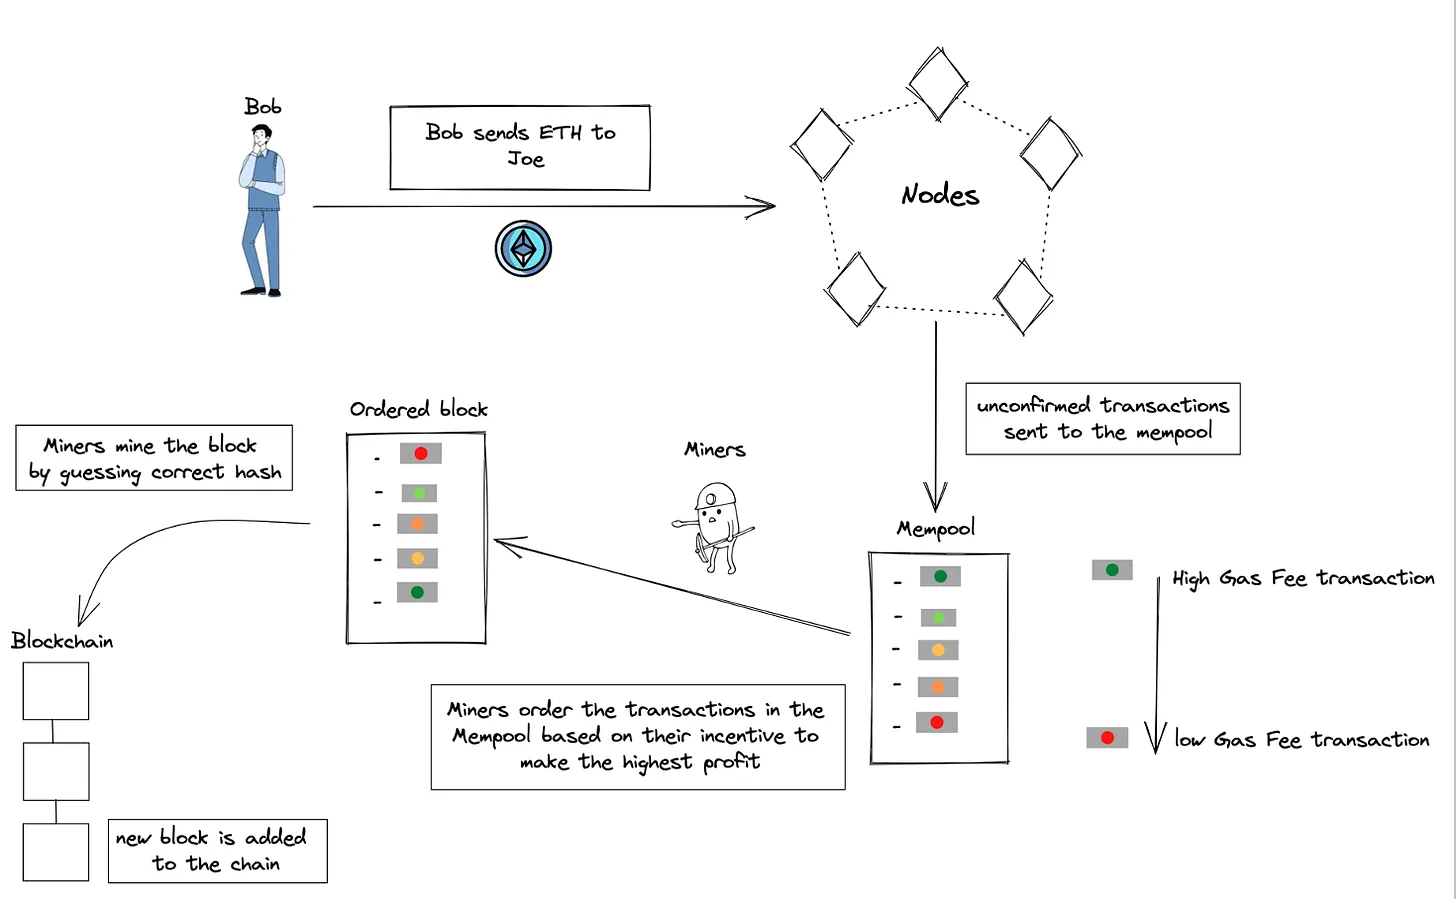 Bob
Bob sends ETH to
Joe
Nodes
unconfirmed transactions
sent to the mempool
Ordered block
Miners mine the block
by guessing correct hash
Miners
Mempool
High Gas Fee transaction
low Gas Fee transaction
Miners order the transactions in the
Mempool based on their incentive to
make the highest profit
Blockchain
new block is added
to the chain